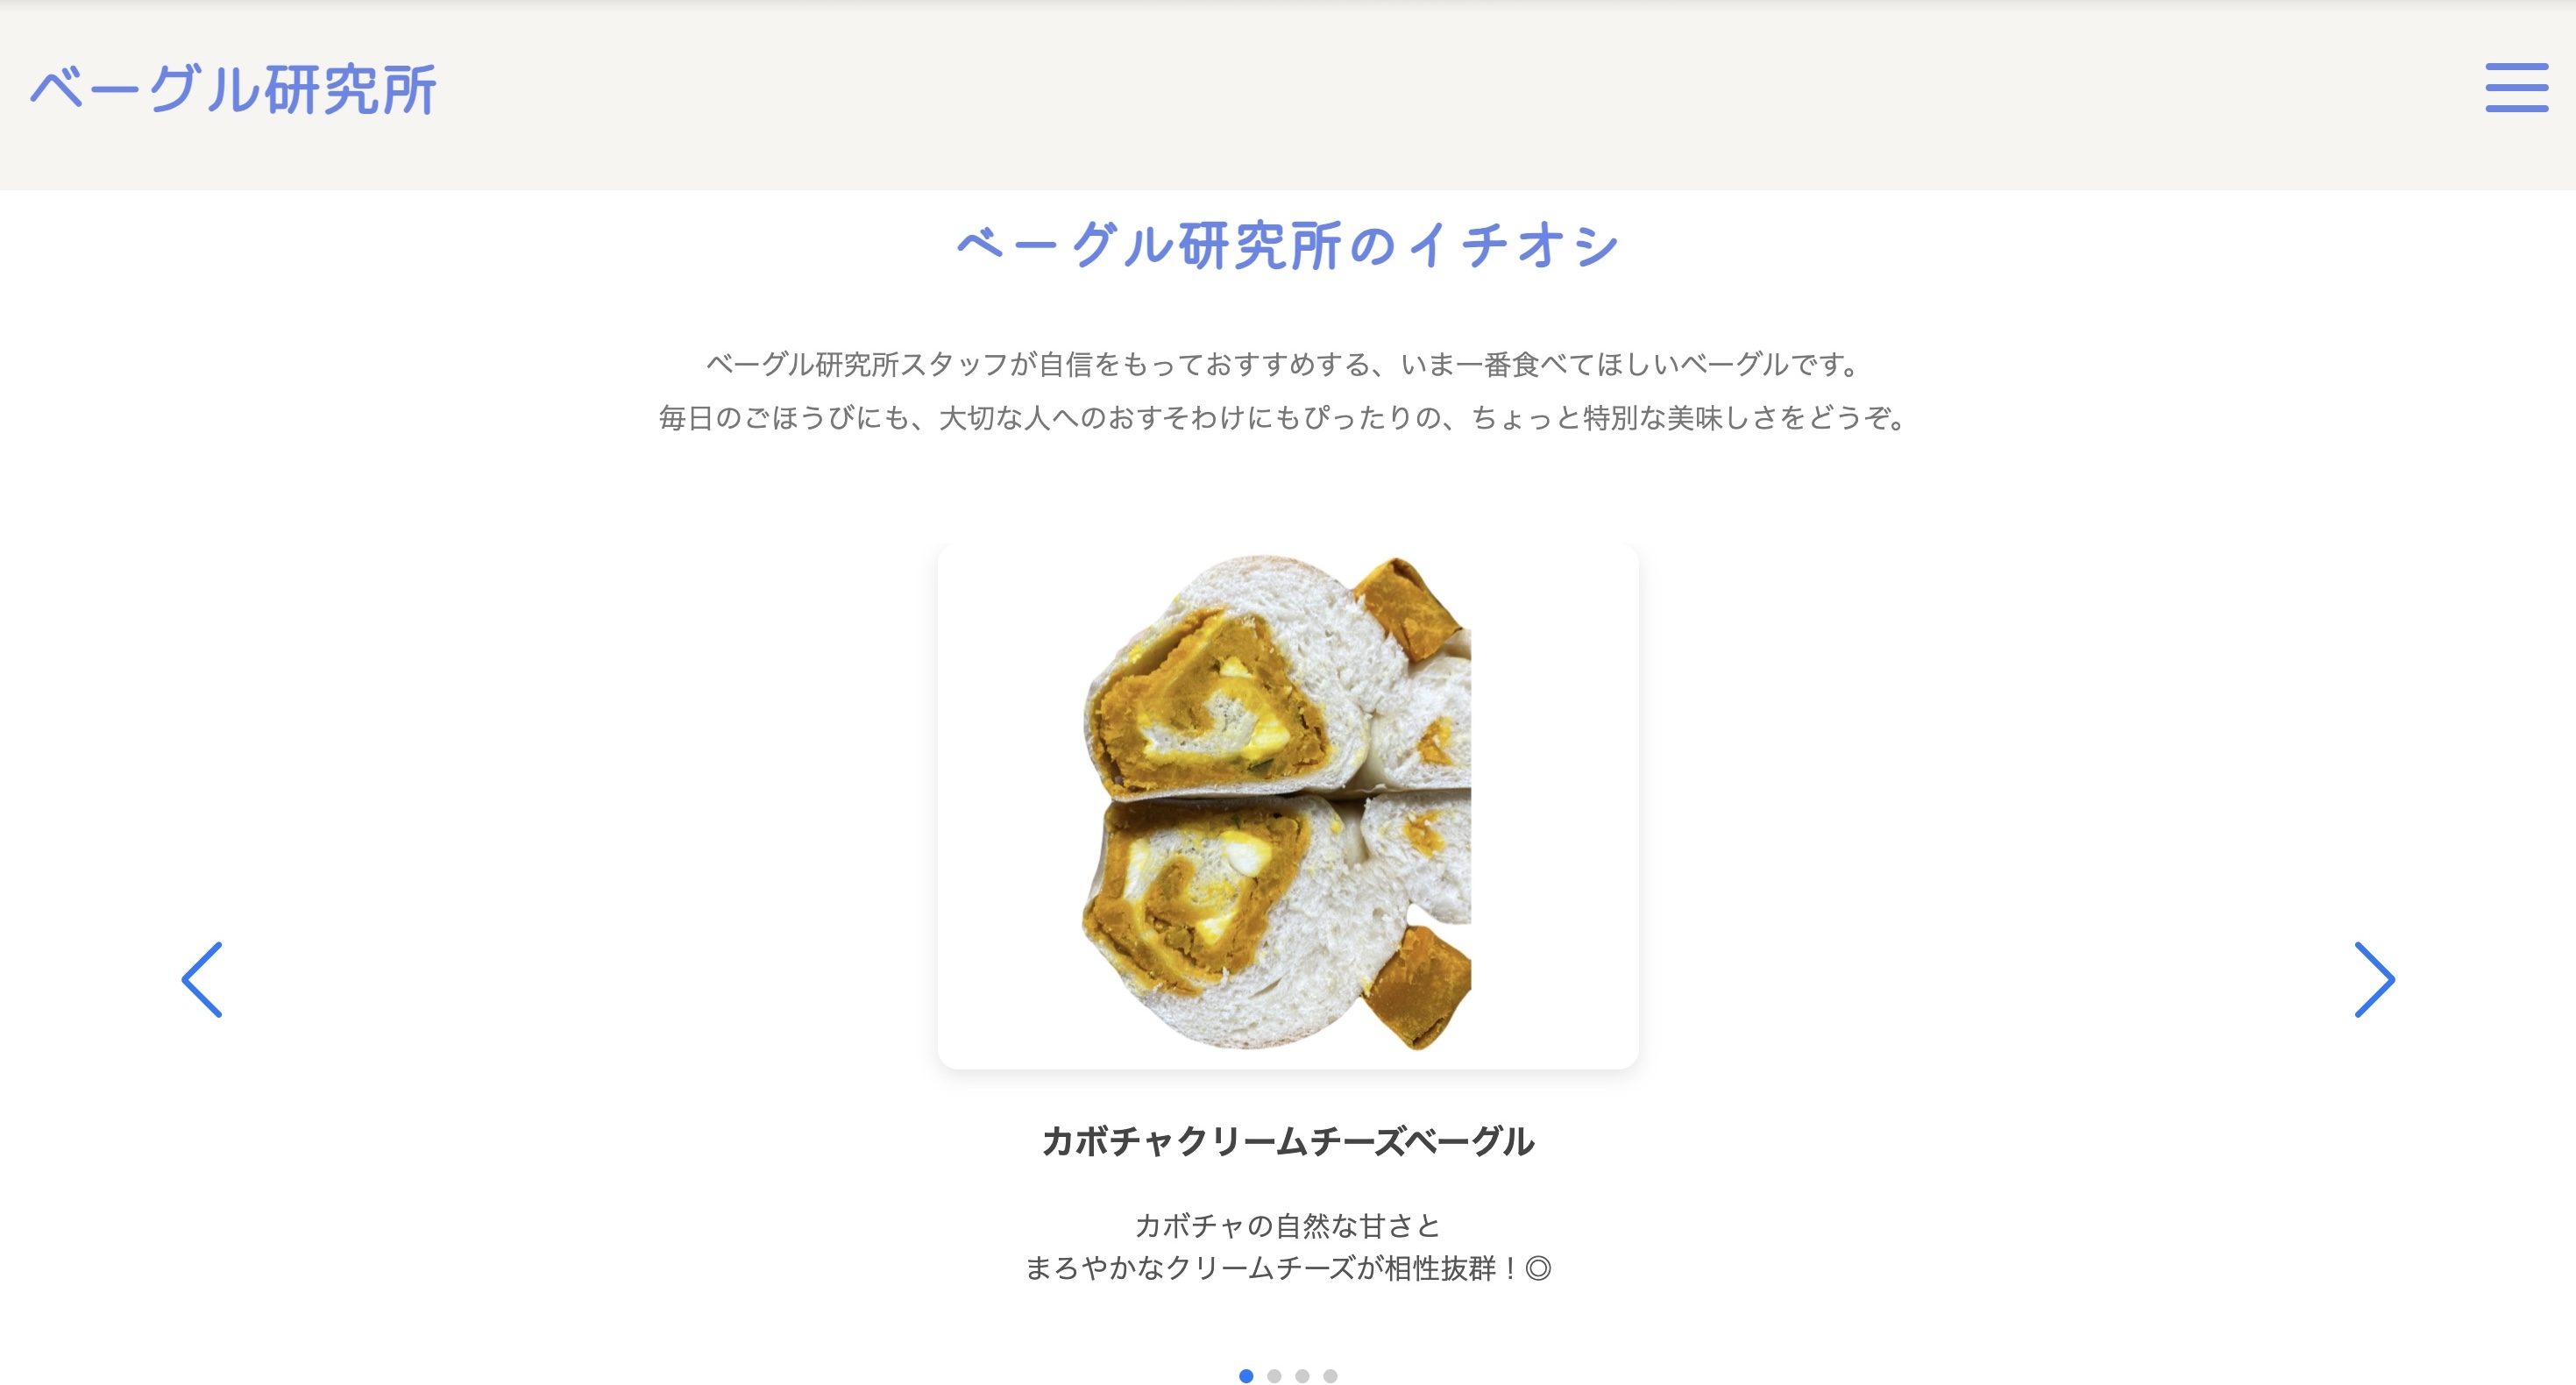 ベーグル研究所
ベーグル研究所のイチオシ
ベーグル研究所スタッフが自信をもっておすすめする、いま一番食べてほしいベーグルです。
毎日のごほうびにも、大切な人へのおすそわけにもぴったりの、ちょっと特別な美味しさをどうぞ。
カボチャクリームチーズベーグル
カボチャの自然な甘さと
まろやかなクリームチーズが相性抜群！◎